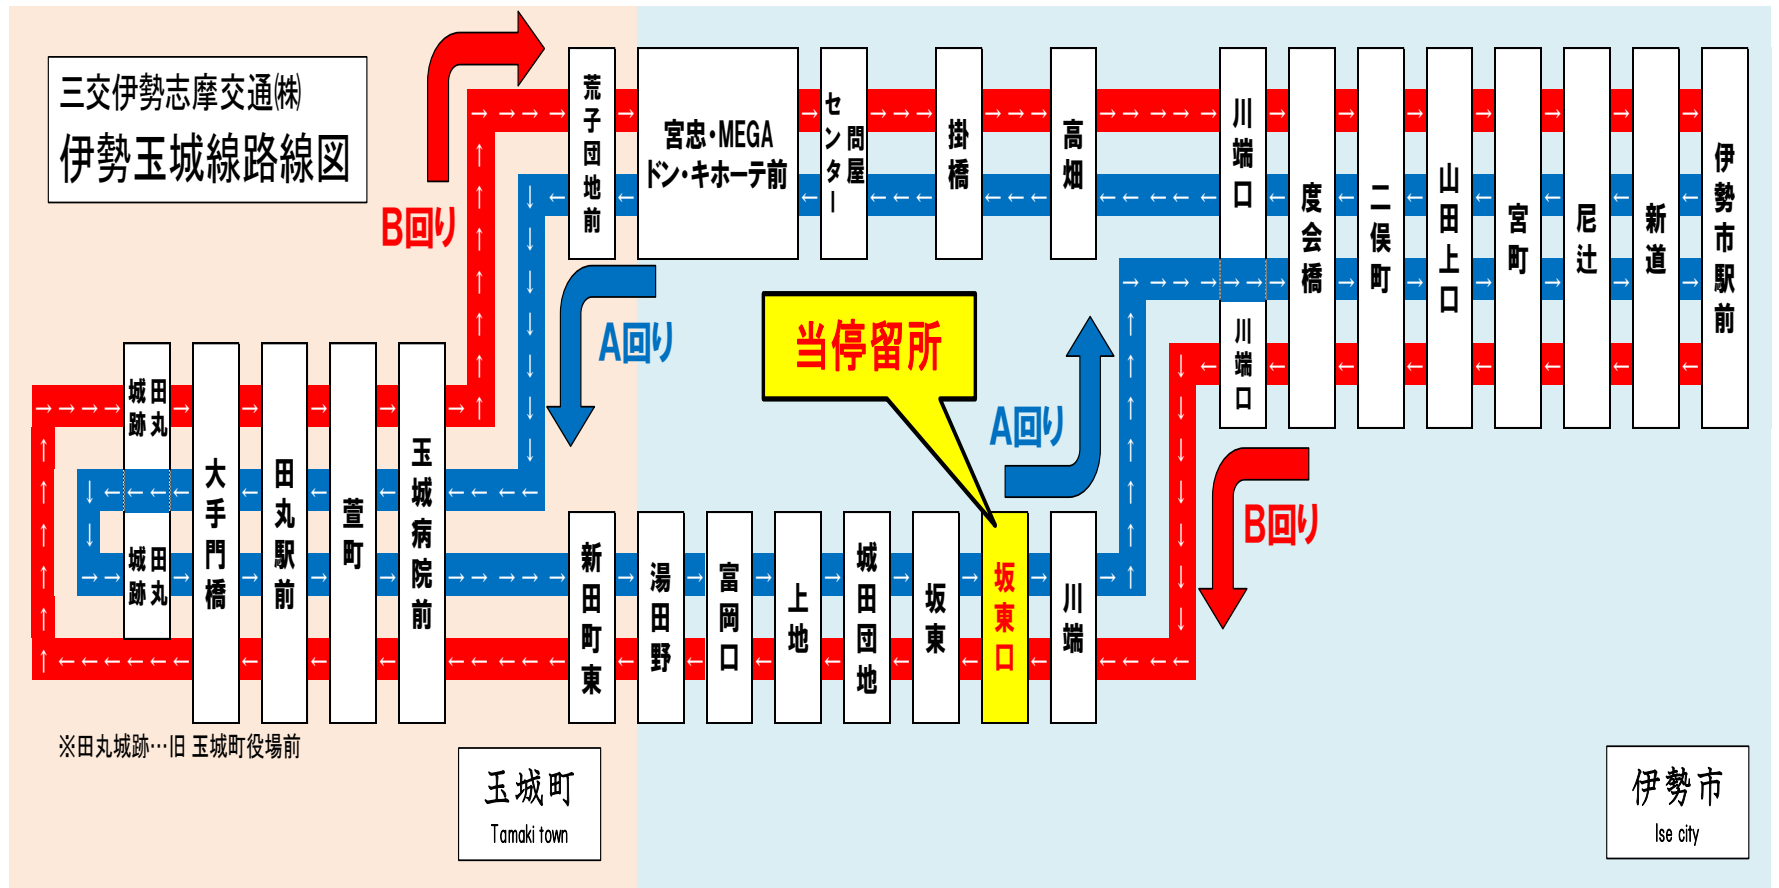 三交伊勢志摩交通㈱
伊勢玉城線路線図
B回り
荒子団地前
宮忠・MEGA
ドン・キホーテ前
問屋
センター
掛橋
高畑
川端口
度会橋
二俣町
山田上口
宮町
尼辻
新道
伊勢市駅前
A回り
当停留所
A回り
川端口
B回り
田丸
城跡
田丸
城跡
大手門橋
田丸駅前
萱町
玉城病院前
新田町東
湯田野
富岡口
上地
城田団地
坂東
坂東口
川端
※田丸城跡…旧 玉城町役場前
玉城町
Tamaki town
伊勢市
Ise city